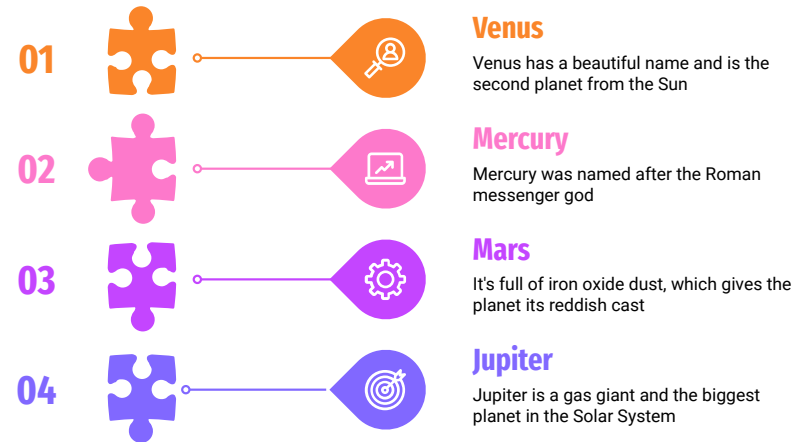 01
Venus
Venus has a beautiful name and is the
second planet from the Sun
02
Mercury
Mercury was named after the Roman
messenger god
03
Mars
It's full of iron oxide dust, which gives the
planet its reddish cast
04
Jupiter
Jupiter is a gas giant and the biggest
planet in the Solar System